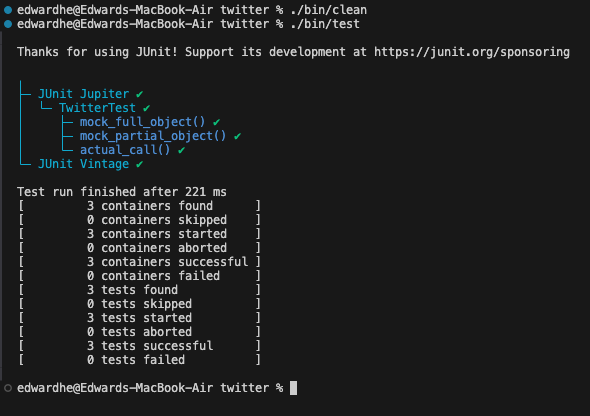 edwardhe@Edwards-MacBook-Air twitter % ./bin/clean
edwardhe@Edwards-MacBook-Air twitter % ./bin/test
Thanks for using JUnit! Support its development at https://junit.org/sponsoring
├─ JUnit Jupiter ✔
│  └─ TwitterTest ✔
│     ├─ mock_full_object() ✔
│     ├─ mock_partial_object() ✔
│     └─ actual_call() ✔
└─ JUnit Vintage ✔
Test run finished after 221 ms
[         3 containers found      ]
[         0 containers skipped    ]
[         3 containers started    ]
[         0 containers aborted    ]
[         3 containers successful ]
[         0 containers failed     ]
[         3 tests found           ]
[         0 tests skipped         ]
[         3 tests started         ]
[         0 tests aborted         ]
[         3 tests successful      ]
[         0 tests failed          ]
edwardhe@Edwards-MacBook-Air twitter %